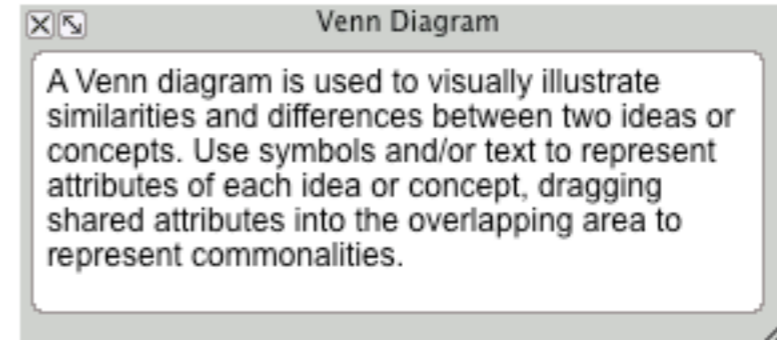 Venn Diagram
A Venn diagram is used to visually illustrate
similarities and differences between two ideas or
concepts. Use symbols and/or text to represent
attributes of each idea or concept, dragging
shared attributes into the overlapping area to
represent commonalities.